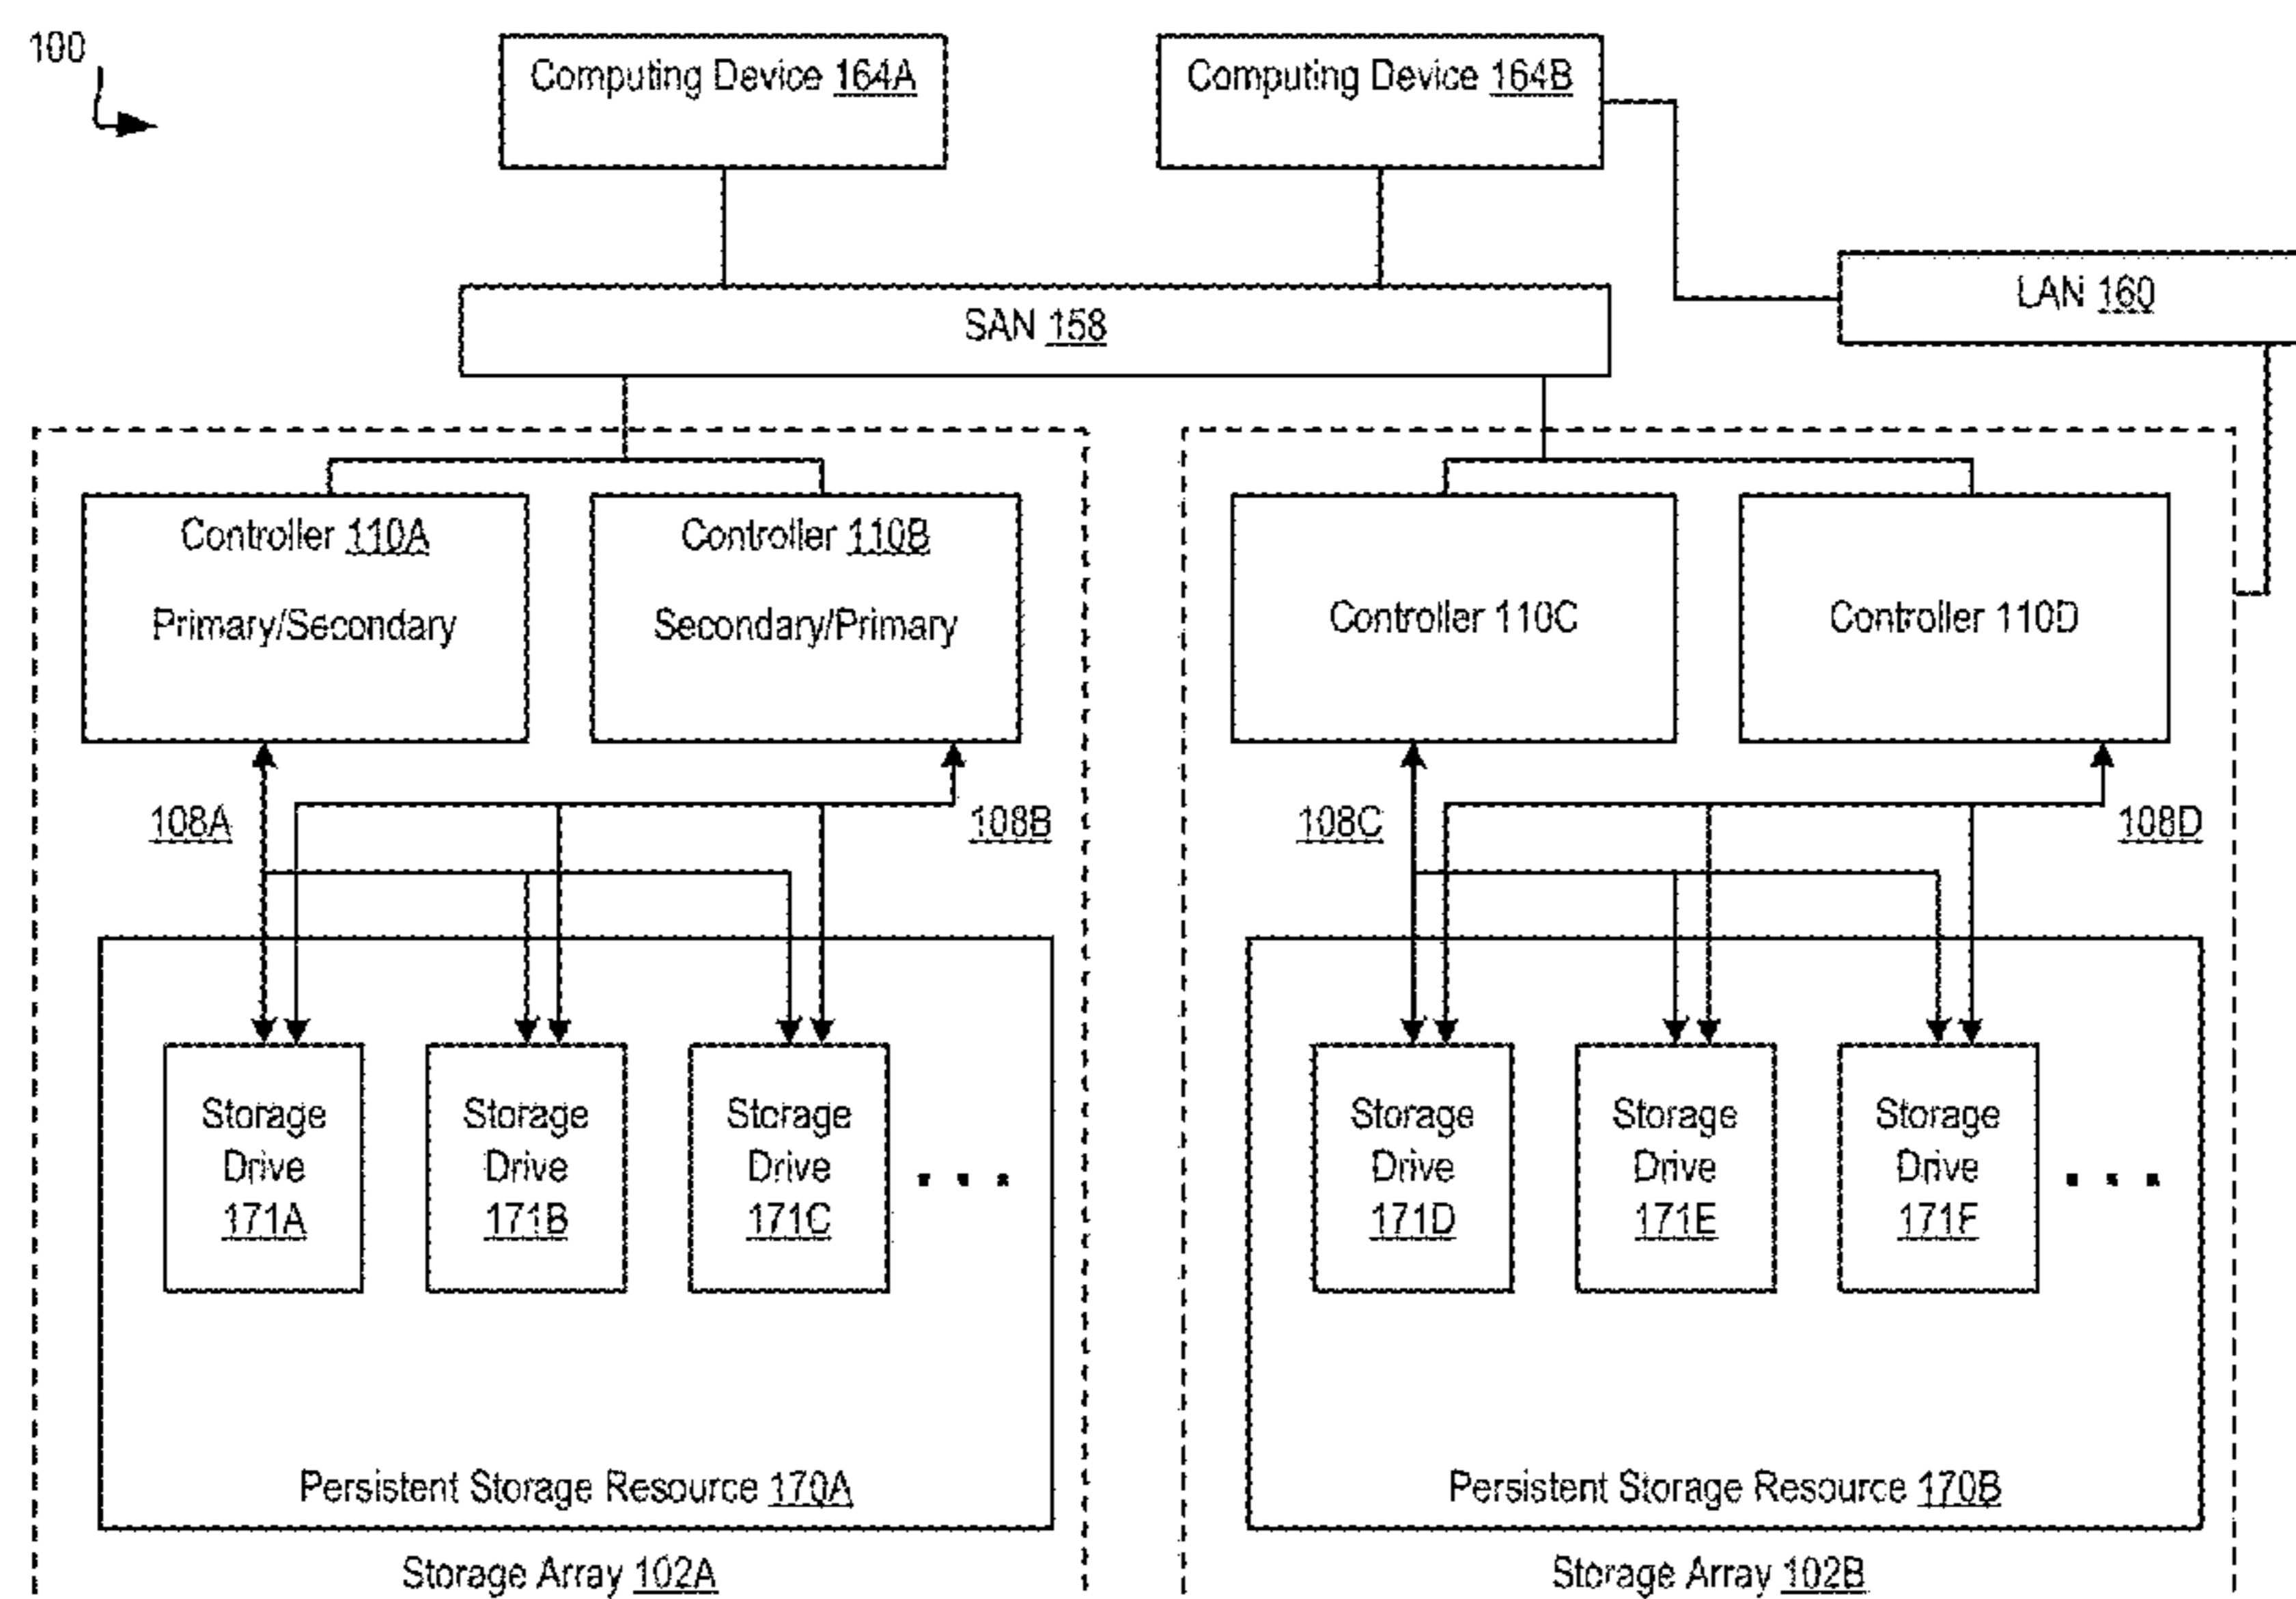 100
Computing Device 164A
Computing Device 164B
LAN 160
SAN 158
Controller 110A
Primary/Secondary
Controller 110B
Secondary/Primary
Controller 110C
Controller 110D
108A
108B
108C
108D
Storage
Drive
171A
Storage
Drive
171B
Storage
Drive
171C
. . .
Storage
Drive
171D
Storage
Drive
171E
Storage
Drive
171F
. . .
Persistent Storage Resource 170A
Persistent Storage Resource 170B
Storage Array 102A
Storage Array 102B